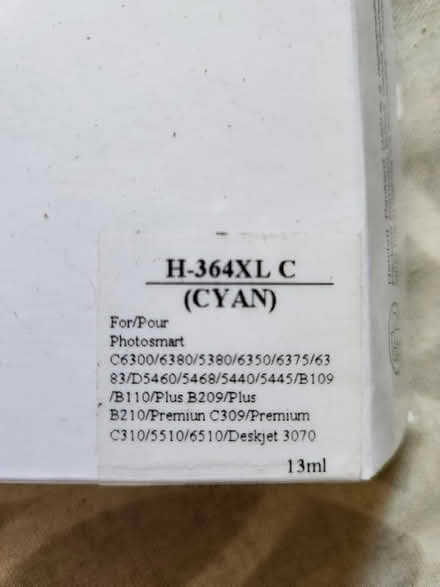 H-364XL C
(CYAN)
For/Pour
Photosmart
C6300/6380/5380/6350/6375/63
83/D5460/5468/5440/5445/B109
/B110/Plus B209/Plus
B210/Premiun C309/Premium
C310/5510/6510/Deskjet 3070
13ml